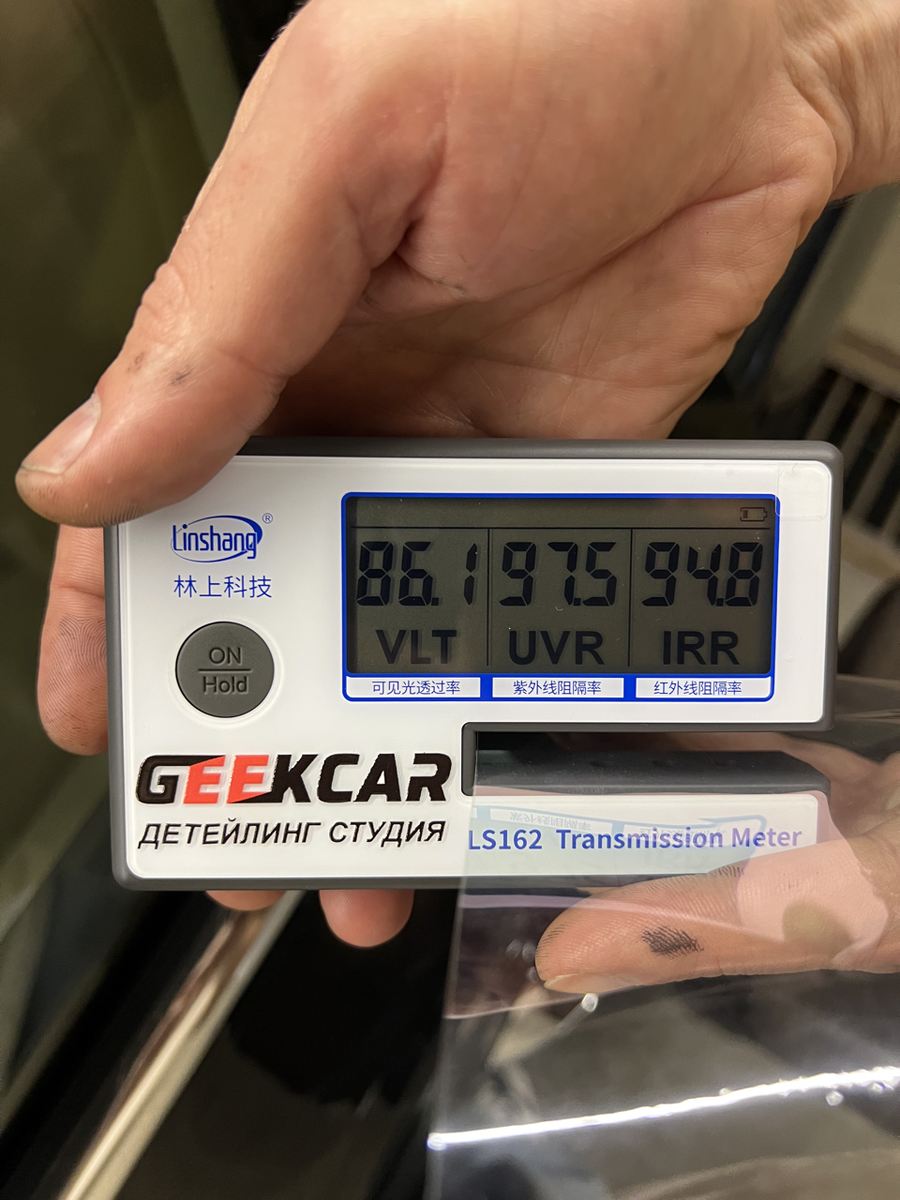 Linshang®
林上科技
ON
Hold
86.1 97.5 94.8
VLT UVR IRR
可见光透过率 紫外线阻隔率 红外线阻隔率
GEEKCAR
ДЕТЕЙЛИНГ СТУДИЯ
LS162 Transmission Meter